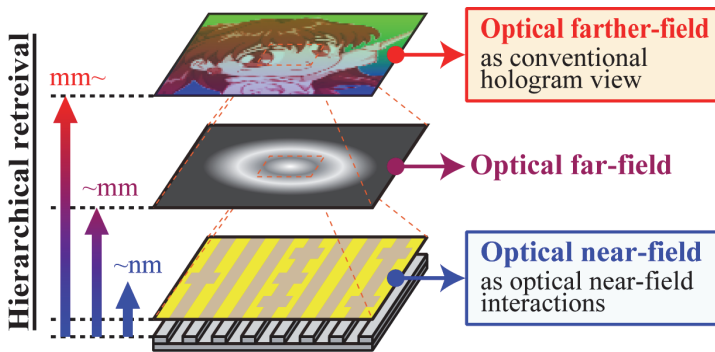 Hierarchical retreival
mm~
~mm
~nm
Optical farther-field
as conventional
hologram view
Optical far-field
Optical near-field
as optical near-field
interactions